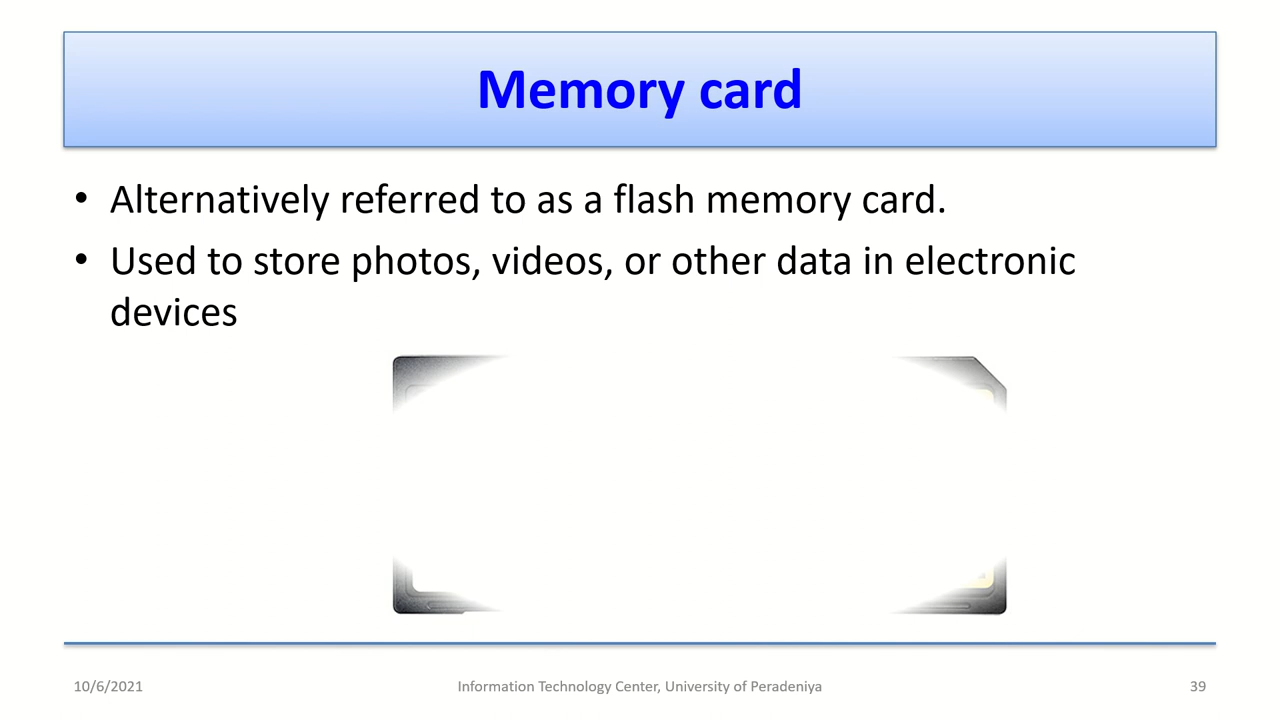 Memory card
• Alternatively referred to as a flash memory card.
• Used to store photos, videos, or other data in electronic
devices
10/6/2021
Information Technology Center, University of Peradeniya
39